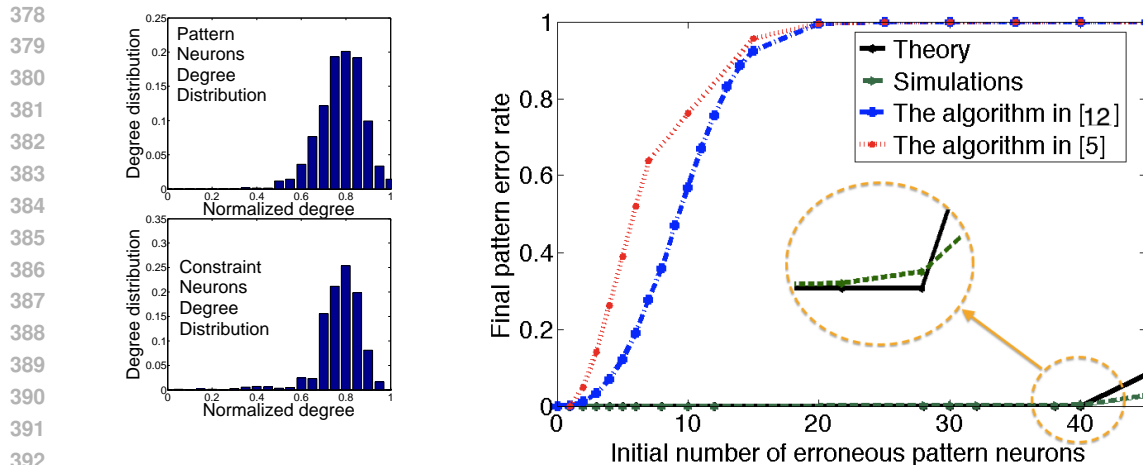 378
379
380
381
382
383
384
385
386
387
388
389
390
391
392
0.25
0.2
0.15
0.1
0.05
0
Degree distribution
Pattern
Neurons
Degree
Distribution
0 0.2 0.4 0.6 0.8 1
Normalized degree
0.35
0.3
0.25
0.20
0.15
0.1
0.05
0
Degree distribution
Constraint
Neurons
Degree
Distribution
0 0.2 0.4 0.6 0.8 1
Normalized degree
1
0.8
0.6
0.4
0.2
0
Final pattern error rate
Theory
Simulations
The algorithm in [12]
The algorithm in [5]
0 10 20 30 40
Initial number of erroneous pattern neurons